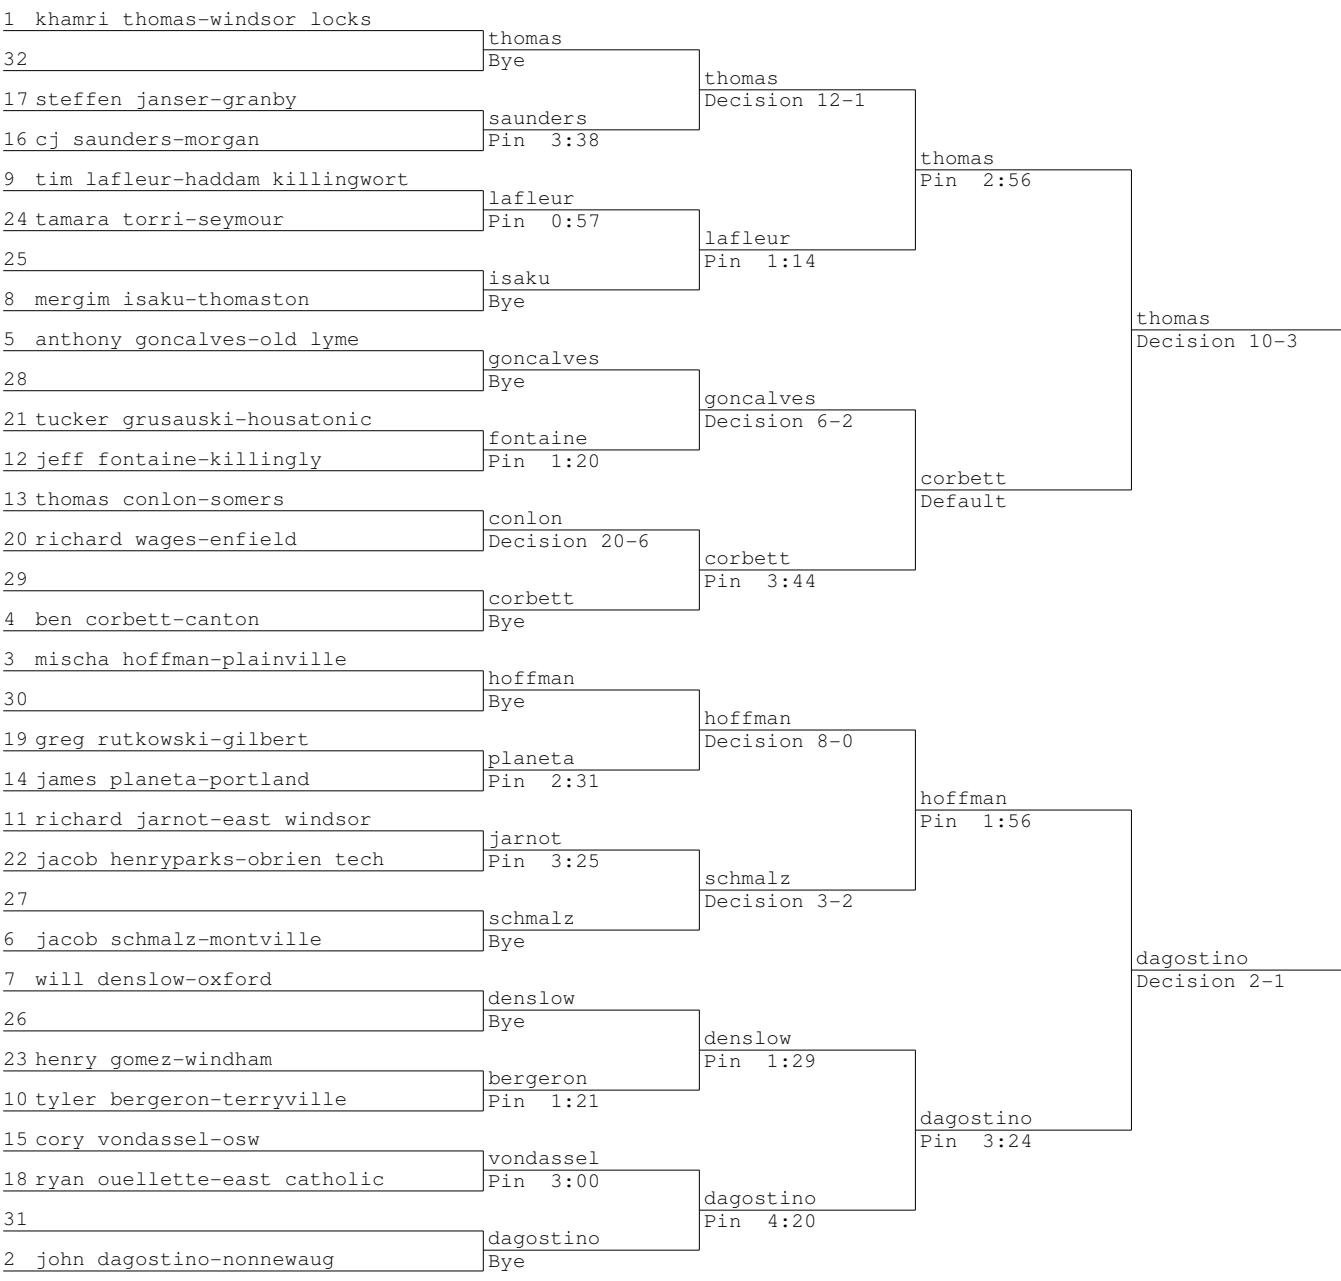 1 khamri thomas-windsor locks
32
17 steffen janser-granby
16 cj saunders-morgan
9 tim lafleur-haddam killingwort
24 tamara torri-seymour
25
8 mergim isaku-thomaston
5 anthony goncalves-old lyme
28
21 tucker grusauski-housatonic
12 jeff fontaine-killingly
13 thomas conlon-somers
20 richard wages-enfield
29
4 ben corbett-canton
3 mischa hoffman-plainville
30
19 greg rutkowski-gilbert
14 james planeta-portland
11 richard jarnot-east windsor
22 jacob henryparks-obrien tech
27
6 jacob schmalz-montville
7 will denslow-oxford
26
23 henry gomez-windham
10 tyler bergeron-terryville
15 cory vondassel-osw
18 ryan ouellette-east catholic
31
2 john dagostino-nonnewaug
thomas
Bye
saunders
Pin 3:38
lafleur
Pin 0:57
isaku
Bye
goncalves
Bye
fontaine
Pin 1:20
conlon
Decision 20-6
corbett
Bye
hoffman
Bye
planeta
Pin 2:31
jarnot
Pin 3:25
schmalz
Bye
denslow
Bye
bergeron
Pin 1:21
vondassel
Pin 3:00
dagostino
Bye
thomas
Decision 12-1
lafleur
Pin 1:14
goncalves
Decision 6-2
corbett
Pin 3:44
hoffman
Decision 8-0
schmalz
Decision 3-2
denslow
Pin 1:29
dagostino
Pin 4:20
thomas
Pin 2:56
corbett
Default
hoffman
Pin 1:56
dagostino
Pin 3:24
thomas
Decision 10-3
dagostino
Decision 2-1